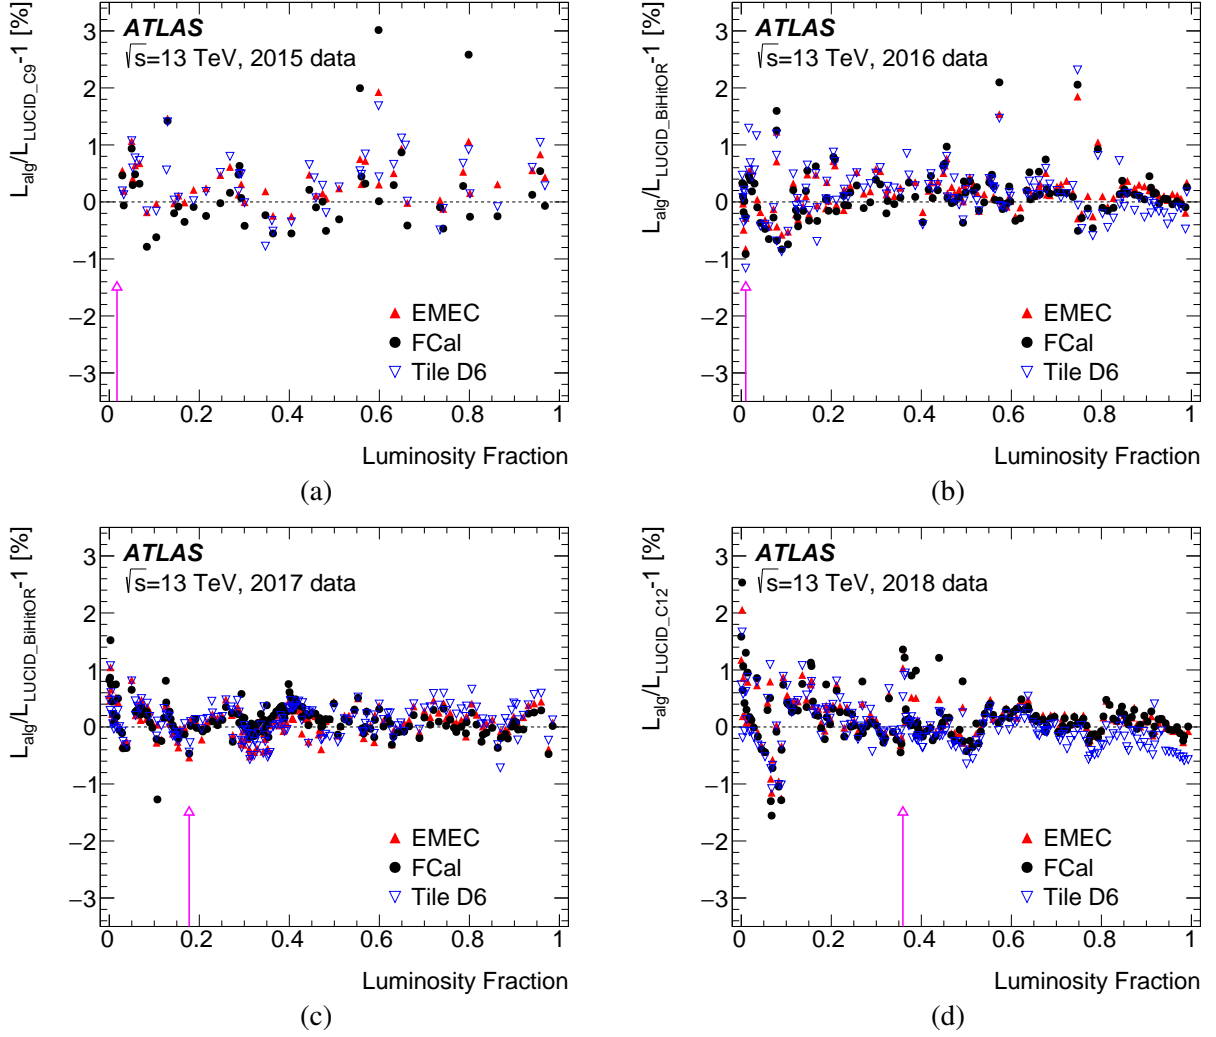 L_alg/L_LUCID_C9-1 [%]
ATLAS
√s=13 TeV, 2015 data
3
2
1
0
−1
−2
−3
EMEC
FCal
Tile D6
0 0.2 0.4 0.6 0.8 1
Luminosity Fraction
(a)
L_alg/L_LUCID_BiHitOR-1 [%]
ATLAS
√s=13 TeV, 2016 data
3
2
1
0
−1
−2
−3
EMEC
FCal
Tile D6
0 0.2 0.4 0.6 0.8 1
Luminosity Fraction
(b)
L_alg/L_LUCID_BiHitOR-1 [%]
ATLAS
√s=13 TeV, 2017 data
3
2
1
0
−1
−2
−3
EMEC
FCal
Tile D6
0 0.2 0.4 0.6 0.8 1
Luminosity Fraction
(c)
L_alg/L_LUCID_C12-1 [%]
ATLAS
√s=13 TeV, 2018 data
3
2
1
0
−1
−2
−3
EMEC
FCal
Tile D6
0 0.2 0.4 0.6 0.8 1
Luminosity Fraction
(d)